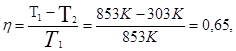 η = (T₁ − T₂) / T₁ = (853K − 303K) / 853K = 0,65,